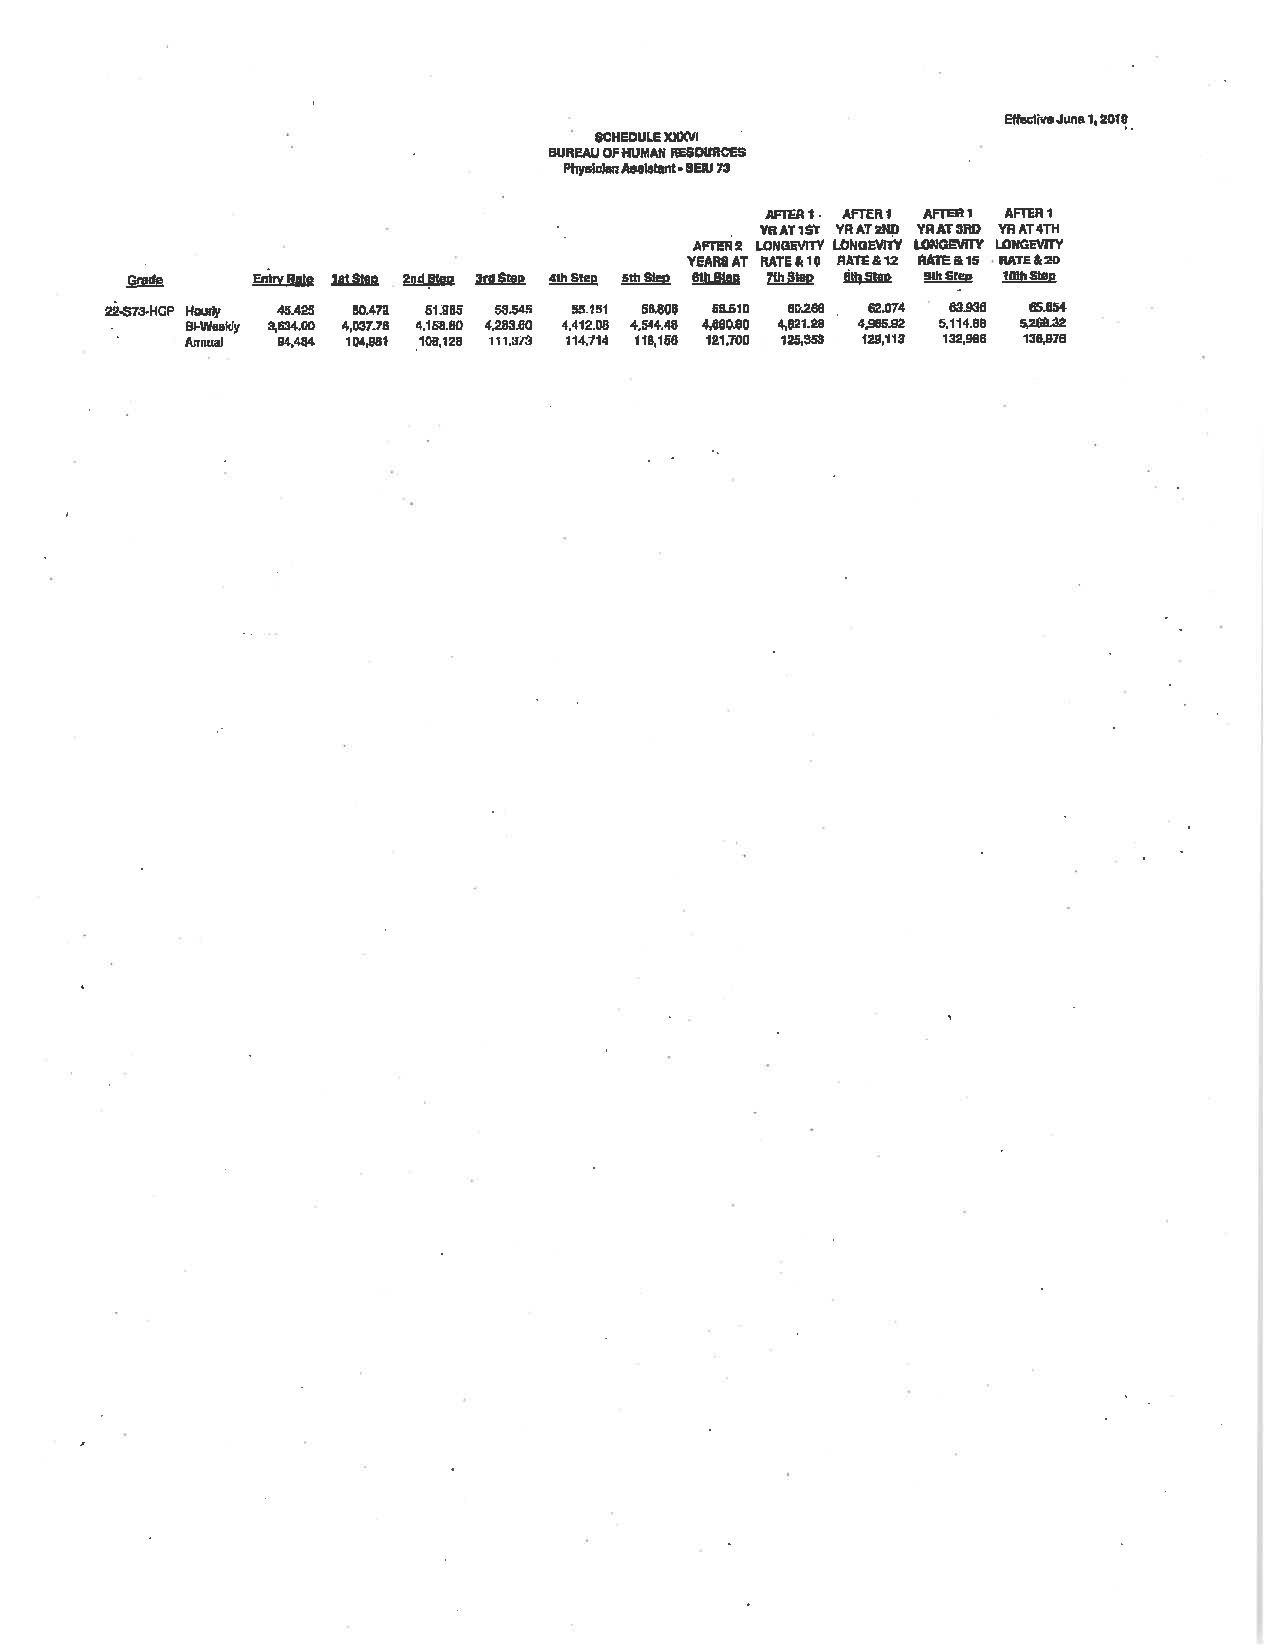 Effective June 1, 2019
SCHEDULE XXXVI
BUREAU OF HUMAN RESOURCES
Physician Assistant - SEIU 73
AFTER 1 AFTER 1 AFTER 1 AFTER 1
YR AT 1ST YR AT 2ND YR AT 3RD YR AT 4TH
AFTER 2 LONGEVITY LONGEVITY LONGEVITY LONGEVITY
YEARS AT RATE & 10 RATE & 12 RATE & 15 RATE & 20
Grade Entry Rate 1st Step 2nd Step 3rd Step 4th Step 5th Step 6th Step 7th Step 8th Step 9th Step 10th Step
22-S73-HGP Hourly 45.425 50.472 51.985 53.545 55.151 56.806 58.510 60.266 62.074 63.936 65.854
Bi-Weekly 3,634.00 4,037.76 4,158.80 4,283.60 4,412.08 4,544.48 4,680.80 4,821.28 4,965.92 5,114.88 5,268.32
Annual 94,484 104,981 108,128 111,373 114,714 118,156 121,700 125,353 129,113 132,986 136,976